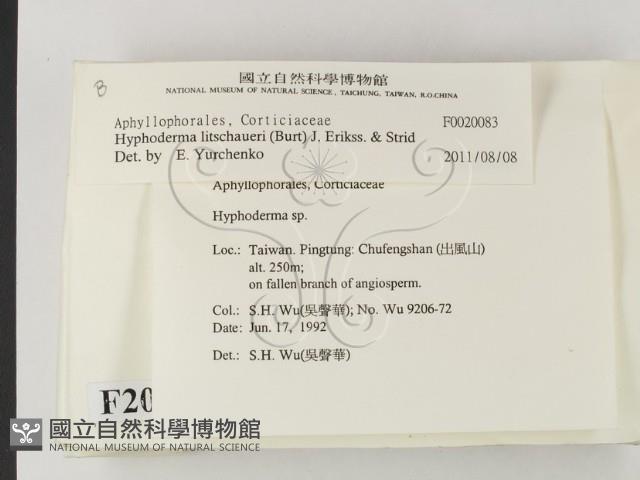 B
國立自然科學博物館
NATIONAL MUSEUM OF NATURAL SCIENCE, TAICHUNG, TAIWAN, R.O.CHINA
Aphyllophorales, Corticiaceae F0020083
Hyphoderma litschaueri (Burt) J. Erikss. & Strid
Det. by E. Yurchenko 2011/08/08
Aphyllophorales, Corticiaceae
Hyphoderma sp.
Loc.: Taiwan. Pingtung: Chufengshan (出風山)
alt. 250m;
on fallen branch of angiosperm.
Col.: S.H. Wu(吳聲華); No. Wu 9206-72
Date: Jun. 17, 1992
Det.: S.H. Wu(吳聲華)
F20
國立自然科學博物館
NATIONAL MUSEUM OF NATURAL SCIENCE